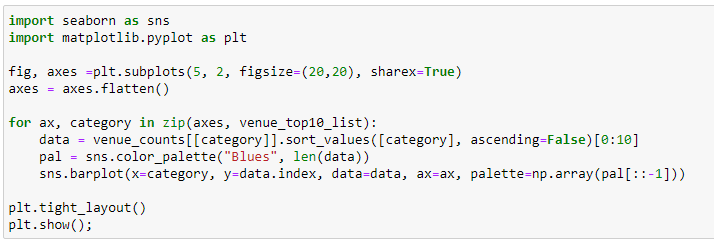 import seaborn as sns
import matplotlib.pyplot as plt
fig, axes =plt.subplots(5, 2, figsize=(20,20), sharex=True)
axes = axes.flatten()
for ax, category in zip(axes, venue_top10_list):
    data = venue_counts[[category]].sort_values([category], ascending=False)[0:10]
    pal = sns.color_palette("Blues", len(data))
    sns.barplot(x=category, y=data.index, data=data, ax=ax, palette=np.array(pal[::-1]))
plt.tight_layout()
plt.show();